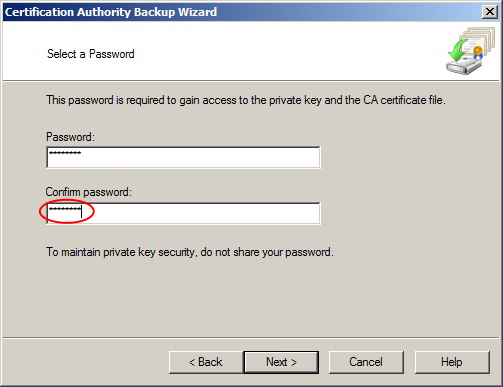 Certification Authority Backup Wizard
Select a Password
This password is required to gain access to the private key and the CA certificate file.
Password:
********
Confirm password:
********
To maintain private key security, do not share your password.
< Back Next > Cancel Help